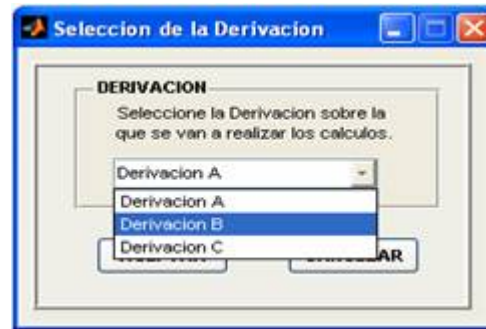 Seleccion de la Derivacion
DERIVACION
Seleccione la Derivacion sobre la
que se van a realizar los calculos.
Derivacion A
Derivacion A
Derivacion B
Derivacion C